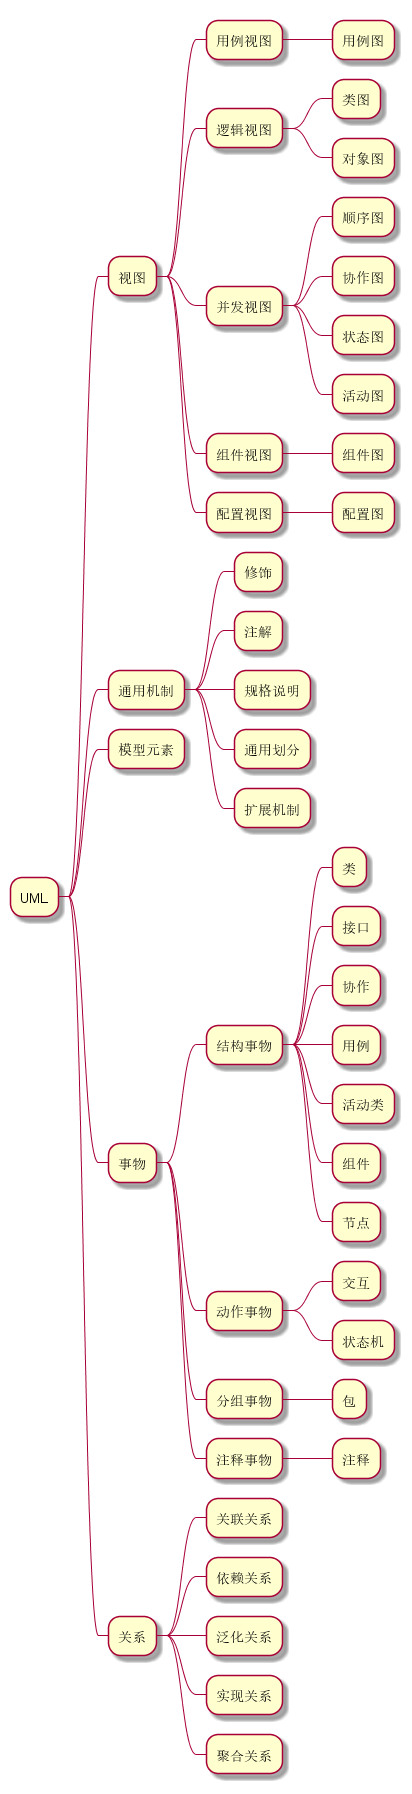 用例视图
用例图
类图
逻辑视图
对象图
顺序图
协作图
视图
并发视图
状态图
活动图
组件视图
组件图
配置视图
配置图
修饰
注解
通用机制
规格说明
模型元素
通用划分
扩展机制
类
UML
接口
协作
结构事物
用例
活动类
组件
事物
节点
交互
动作事物
状态机
分组事物
包
注释事物
注释
关联关系
依赖关系
关系
泛化关系
实现关系
聚合关系